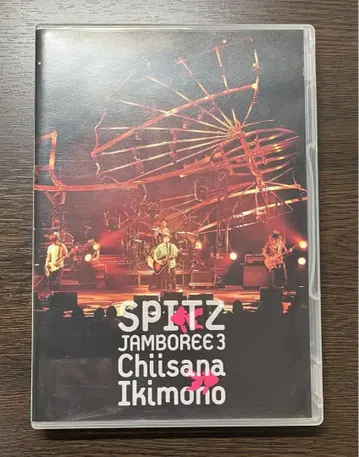 SPITZ
JAMBOREE 3
Chiisana
Ikimono